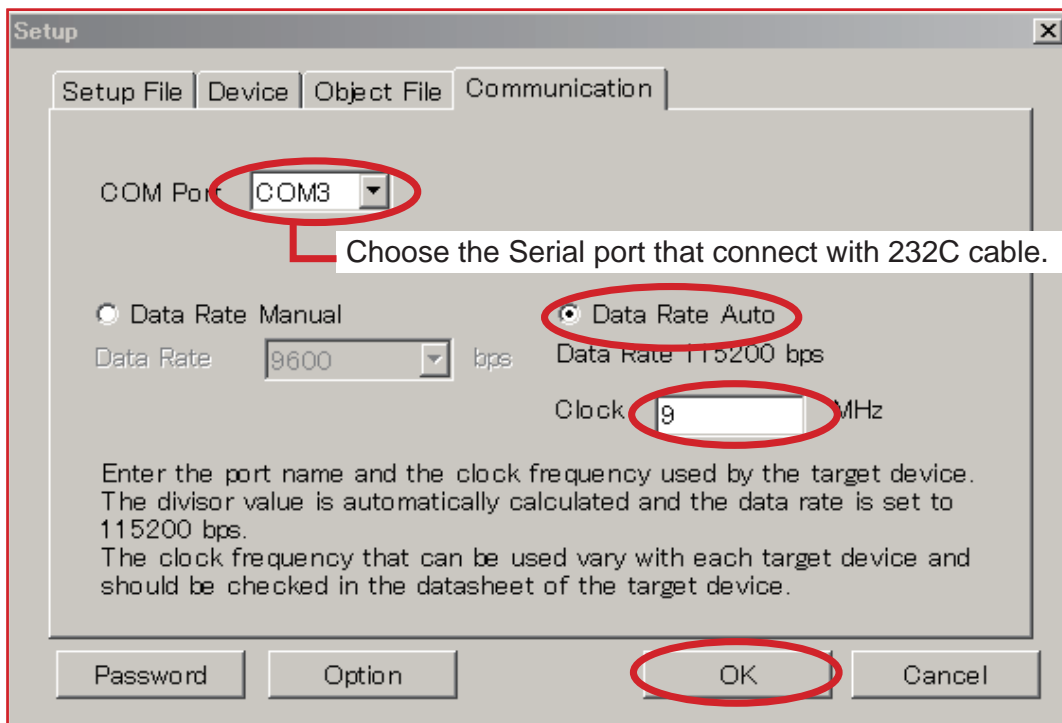 Setup
Setup File Device Object File Communication
COM Port COM3
Choose the Serial port that connect with 232C cable.
Data Rate Manual Data Rate Auto
Data Rate 9600 bps Data Rate 115200 bps
Clock 9 MHz
Enter the port name and the clock frequency used by the target device.
The divisor value is automatically calculated and the data rate is set to
115200 bps.
The clock frequency that can be used vary with each target device and
should be checked in the datasheet of the target device.
Password Option OK Cancel